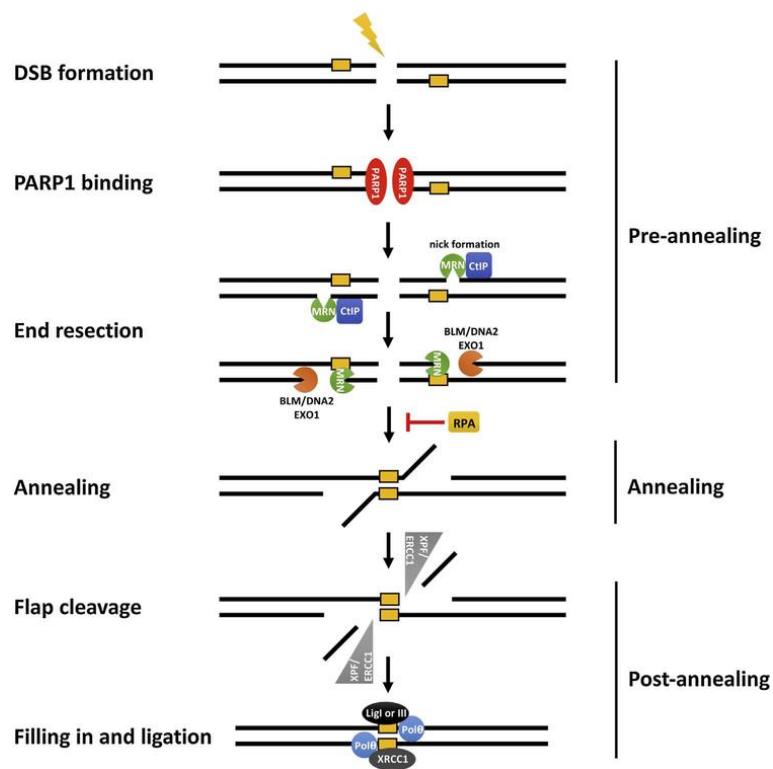 DSB formation
PARP1 binding
PARP1
PARP1
Pre-annealing
nick formation
MRN
CtIP
MRN
CtIP
End resection
BLM/DNA2
EXO1
MRN
MRN
BLM/DNA2
EXO1
RPA
Annealing
Annealing
XPF/
ERCC1
Flap cleavage
XPF/
ERCC1
Post-annealing
LigI or III
Polθ
Filling in and ligation
Polθ
XRCC1